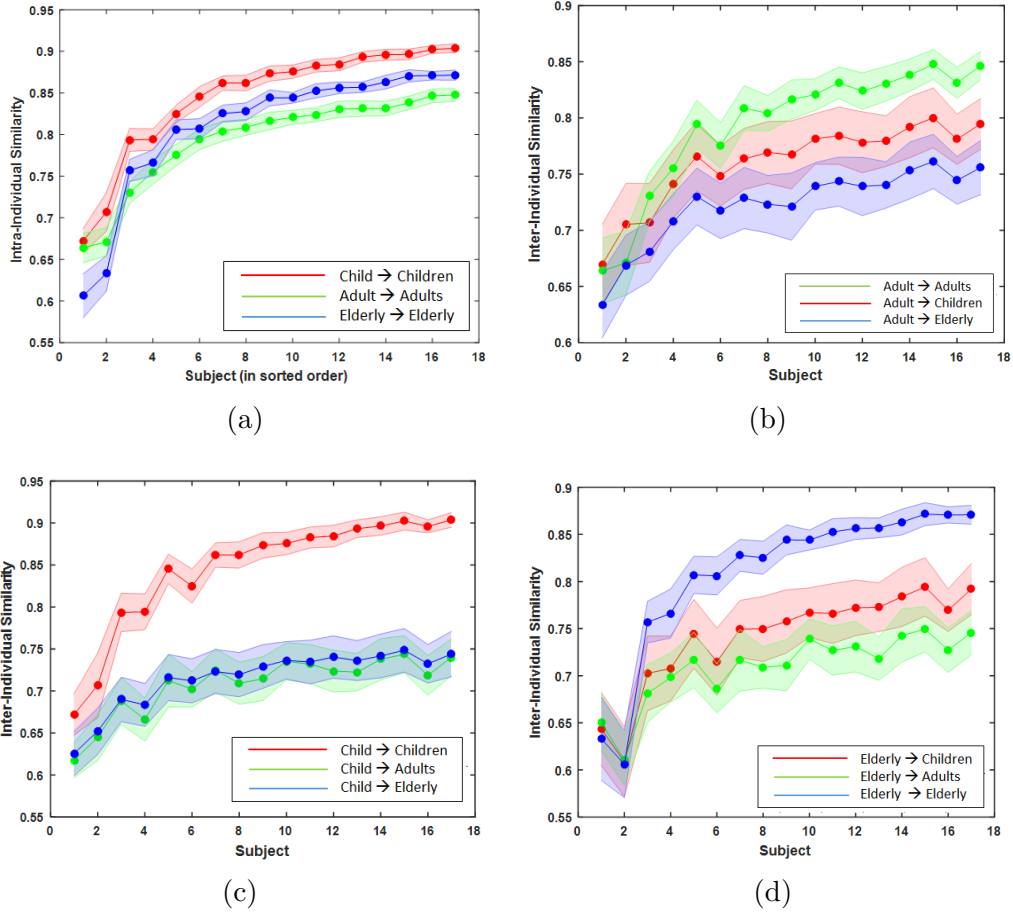 0.95
0.9
0.85
0.8
0.75
0.7
0.65
0.6
0.55
Intra-Individual Similarity
0 2 4 6 8 10 12 14 16 18
Subject (in sorted order)
Child → Children
Adult → Adults
Elderly → Elderly
(a)
0.9
0.85
0.8
0.75
0.7
0.65
0.6
Inter-Individual Similarity
0 2 4 6 8 10 12 14 16 18
Subject
Adult → Adults
Adult → Children
Adult → Elderly
(b)
0.95
0.9
0.85
0.8
0.75
0.7
0.65
0.6
0.55
Inter-Individual Similarity
0 2 4 6 8 10 12 14 16 18
Subject
Child → Children
Child → Adults
Child → Elderly
(c)
0.9
0.85
0.8
0.75
0.7
0.65
0.6
0.55
Inter-Individual Similarity
0 2 4 6 8 10 12 14 16 18
Subject
Elderly → Children
Elderly → Adults
Elderly → Elderly
(d)